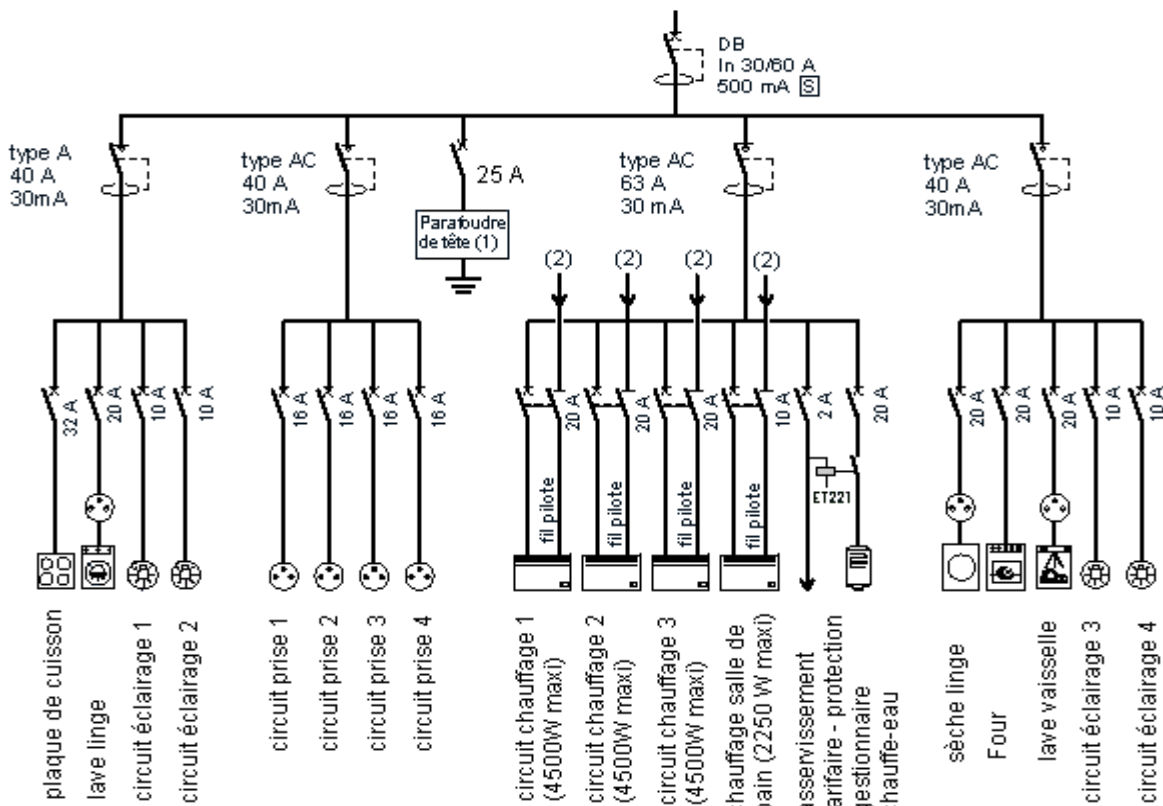 DB
In 30/60 A
500 mA S
type A
40 A
30mA
type AC
40 A
30mA
25 A
Parafoudre
de tête (1)
type AC
63 A
30 mA
type AC
40 A
30mA
(2)
(2)
(2)
(2)
32 A
20 A
10 A
10 A
16 A
16 A
16 A
16 A
20 A
20 A
20 A
10 A
2 A
20 A
20 A
20 A
20 A
10 A
10 A
fil pilote
fil pilote
fil pilote
fil pilote
ET221
plaque de cuisson
lave linge
circuit éclairage 1
circuit éclairage 2
circuit prise 1
circuit prise 2
circuit prise 3
circuit prise 4
circuit chauffage 1
(4500W maxi)
circuit chauffage 2
(4500W maxi)
circuit chauffage 3
(4500W maxi)
chauffage salle de
bain (2250 W maxi)
asservissement
tarifaire - protection
gestionnaire
chauffe-eau
sèche linge
Four
lave vaisselle
circuit éclairage 3
circuit éclairage 4